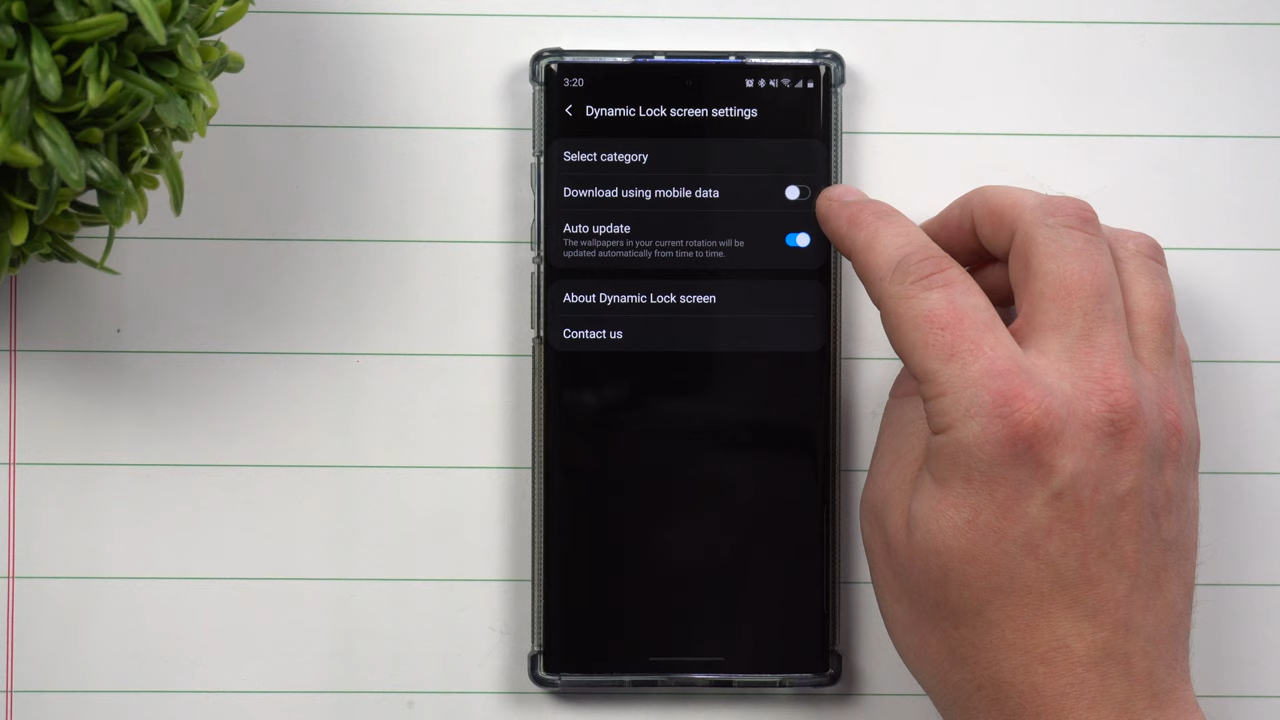 3:20
Dynamic Lock screen settings
Select category
Download using mobile data
Auto update
The wallpapers in your current rotation will be
updated automatically from time to time.
About Dynamic Lock screen
Contact us